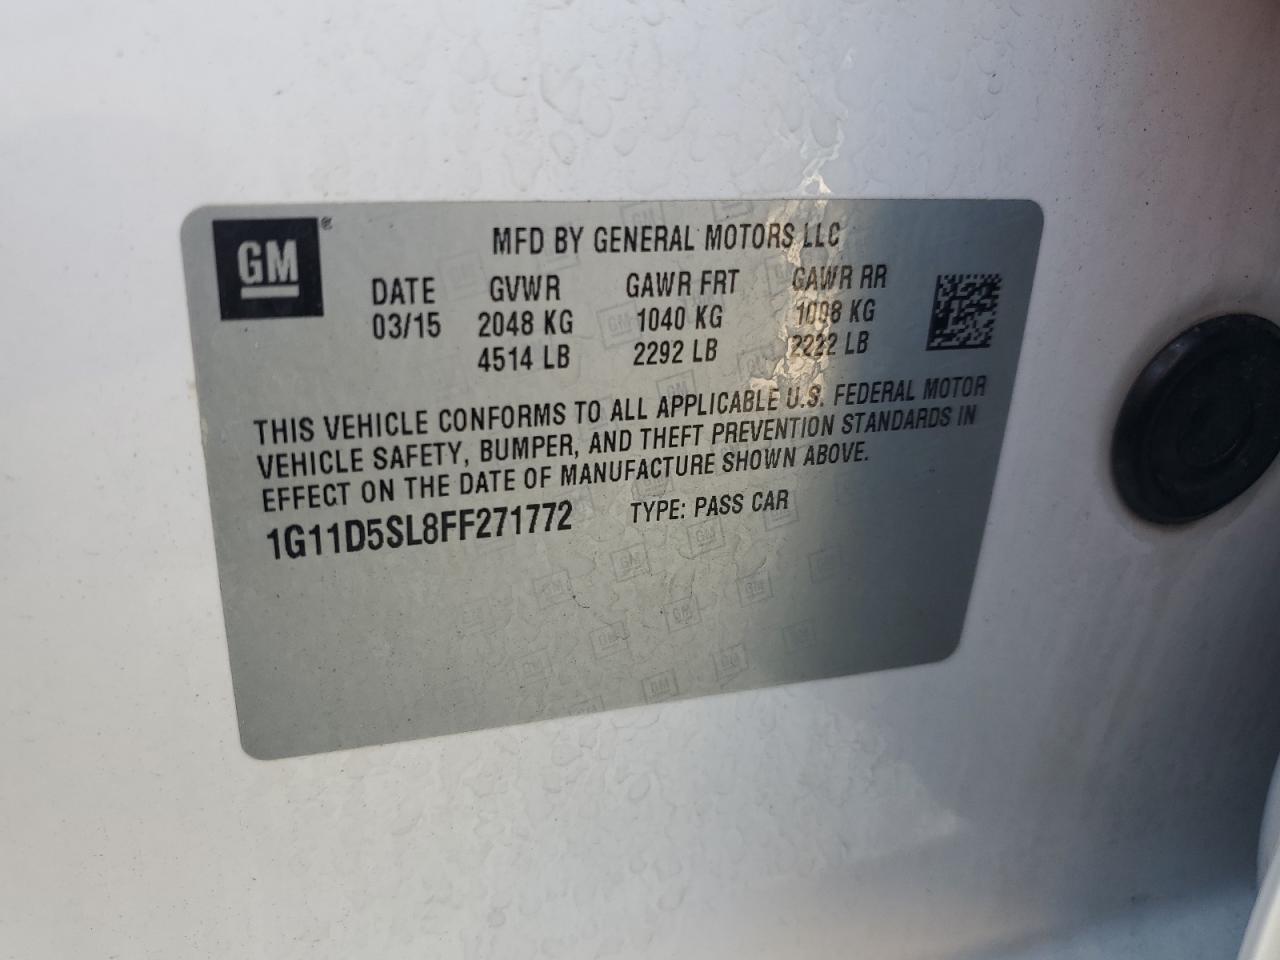 GM®
MFD BY GENERAL MOTORS LLC
DATE GVWR GAWR FRT GAWR RR
03/15 2048 KG 1040 KG 1008 KG
4514 LB 2292 LB 2222 LB
THIS VEHICLE CONFORMS TO ALL APPLICABLE U.S. FEDERAL MOTOR
VEHICLE SAFETY, BUMPER, AND THEFT PREVENTION STANDARDS IN
EFFECT ON THE DATE OF MANUFACTURE SHOWN ABOVE.
1G11D5SL8FF271772 TYPE: PASS CAR